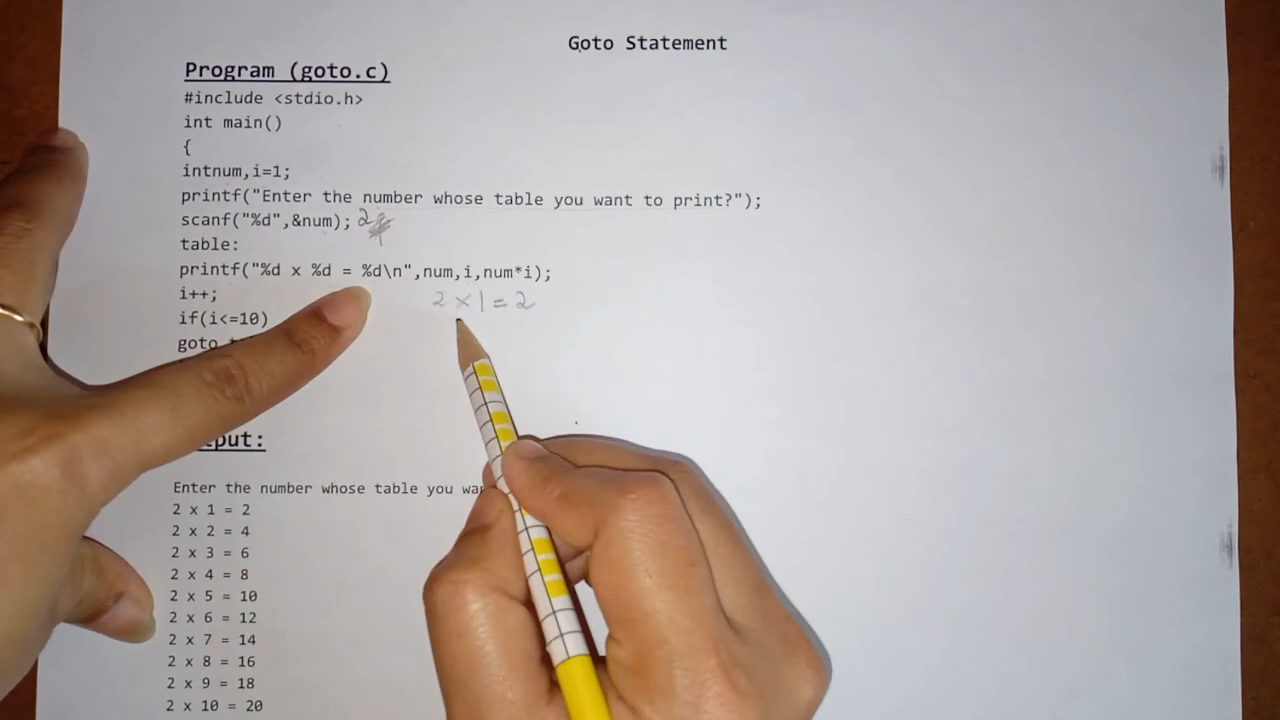 Goto Statement
Program (goto.c)
#include <stdio.h>
int main()
{
intnum,i=1;
printf("Enter the number whose table you want to print?");
scanf("%d",&num); 2
table:
printf("%d x %d = %d\n",num,i,num*i);
i++;
2 x 1 = 2
if(i<=10)
goto
Enter the number whose table you
2 x 1 = 2
2 x 2 = 4
2 x 3 = 6
2 x 4 = 8
2 x 5 = 10
2 x 6 = 12
2 x 7 = 14
2 x 8 = 16
2 x 9 = 18
2 x 10 = 20